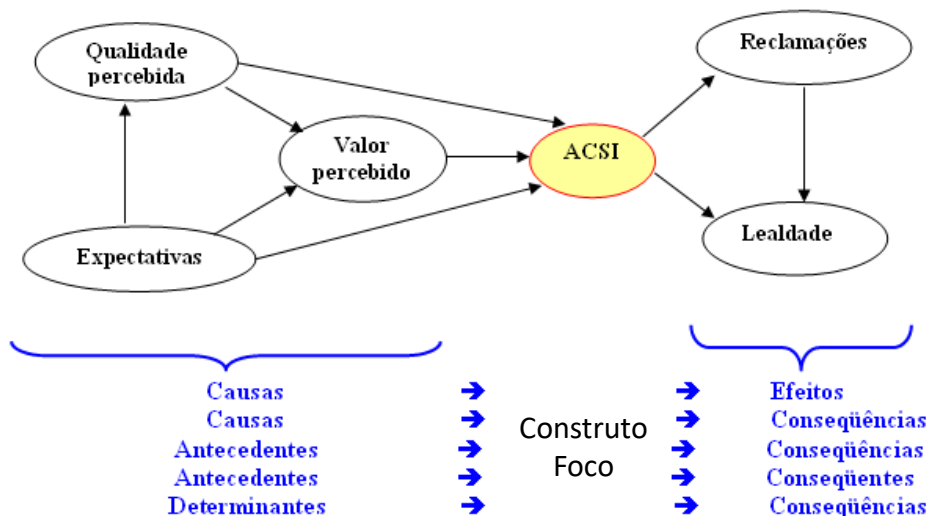 Qualidade
percebida
Reclamações
Valor
percebido
ACSI
Expectativas
Lealdade
Causas ➔ ➔ Efeitos
Causas ➔ ➔ Conseqüências
Antecedentes ➔ ➔ Conseqüências
Antecedentes ➔ ➔ Conseqüentes
Determinantes ➔ ➔ Conseqüências
Construto
Foco